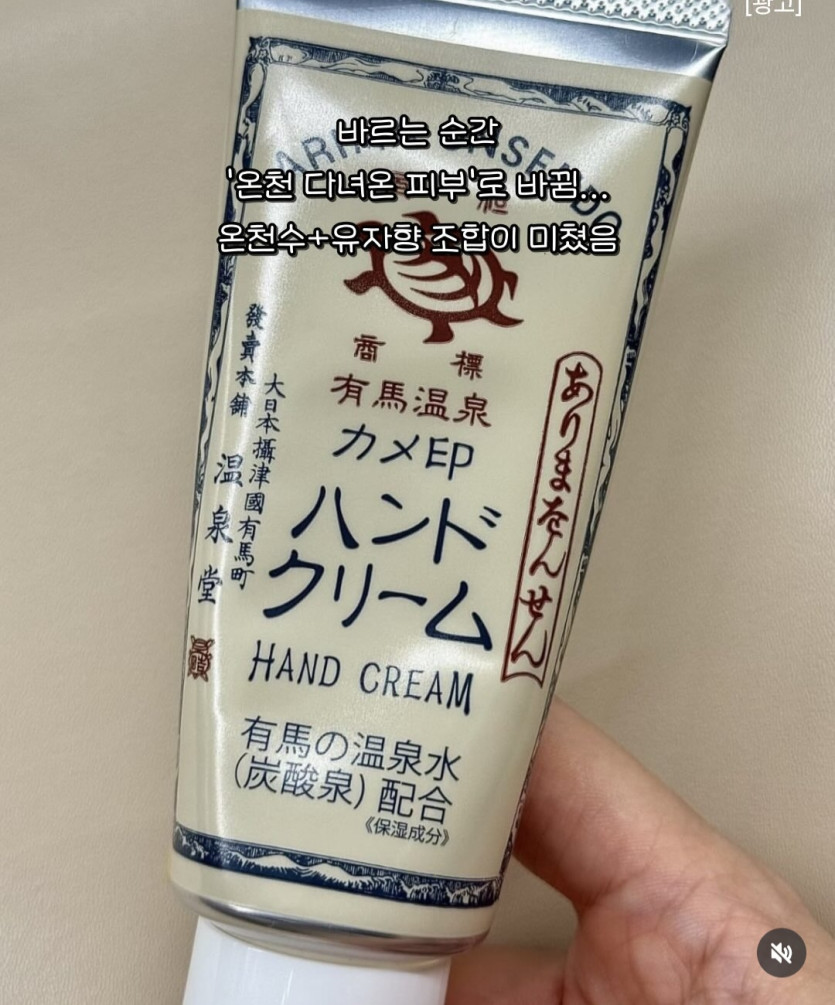 [광고]
바르는 순간
'온천 다녀온 피부'로 바뀜...
온천수+유자향 조합이 미쳤음
商標
有馬温泉
カメ印
ハンド
クリーム
HAND CREAM
有馬の温泉水
(炭酸泉)配合
《保湿成分》
ありまをんせん
大日本攝津國有馬町
發賣本舖
温泉堂